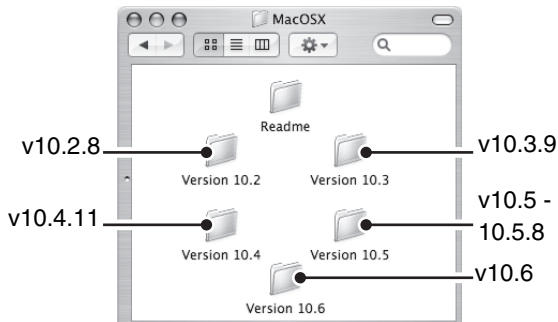 MacOSX
Readme
v10.2.8
v10.3.9
Version 10.2
Version 10.3
v10.4.11
v10.5 -
10.5.8
Version 10.4
Version 10.5
v10.6
Version 10.6